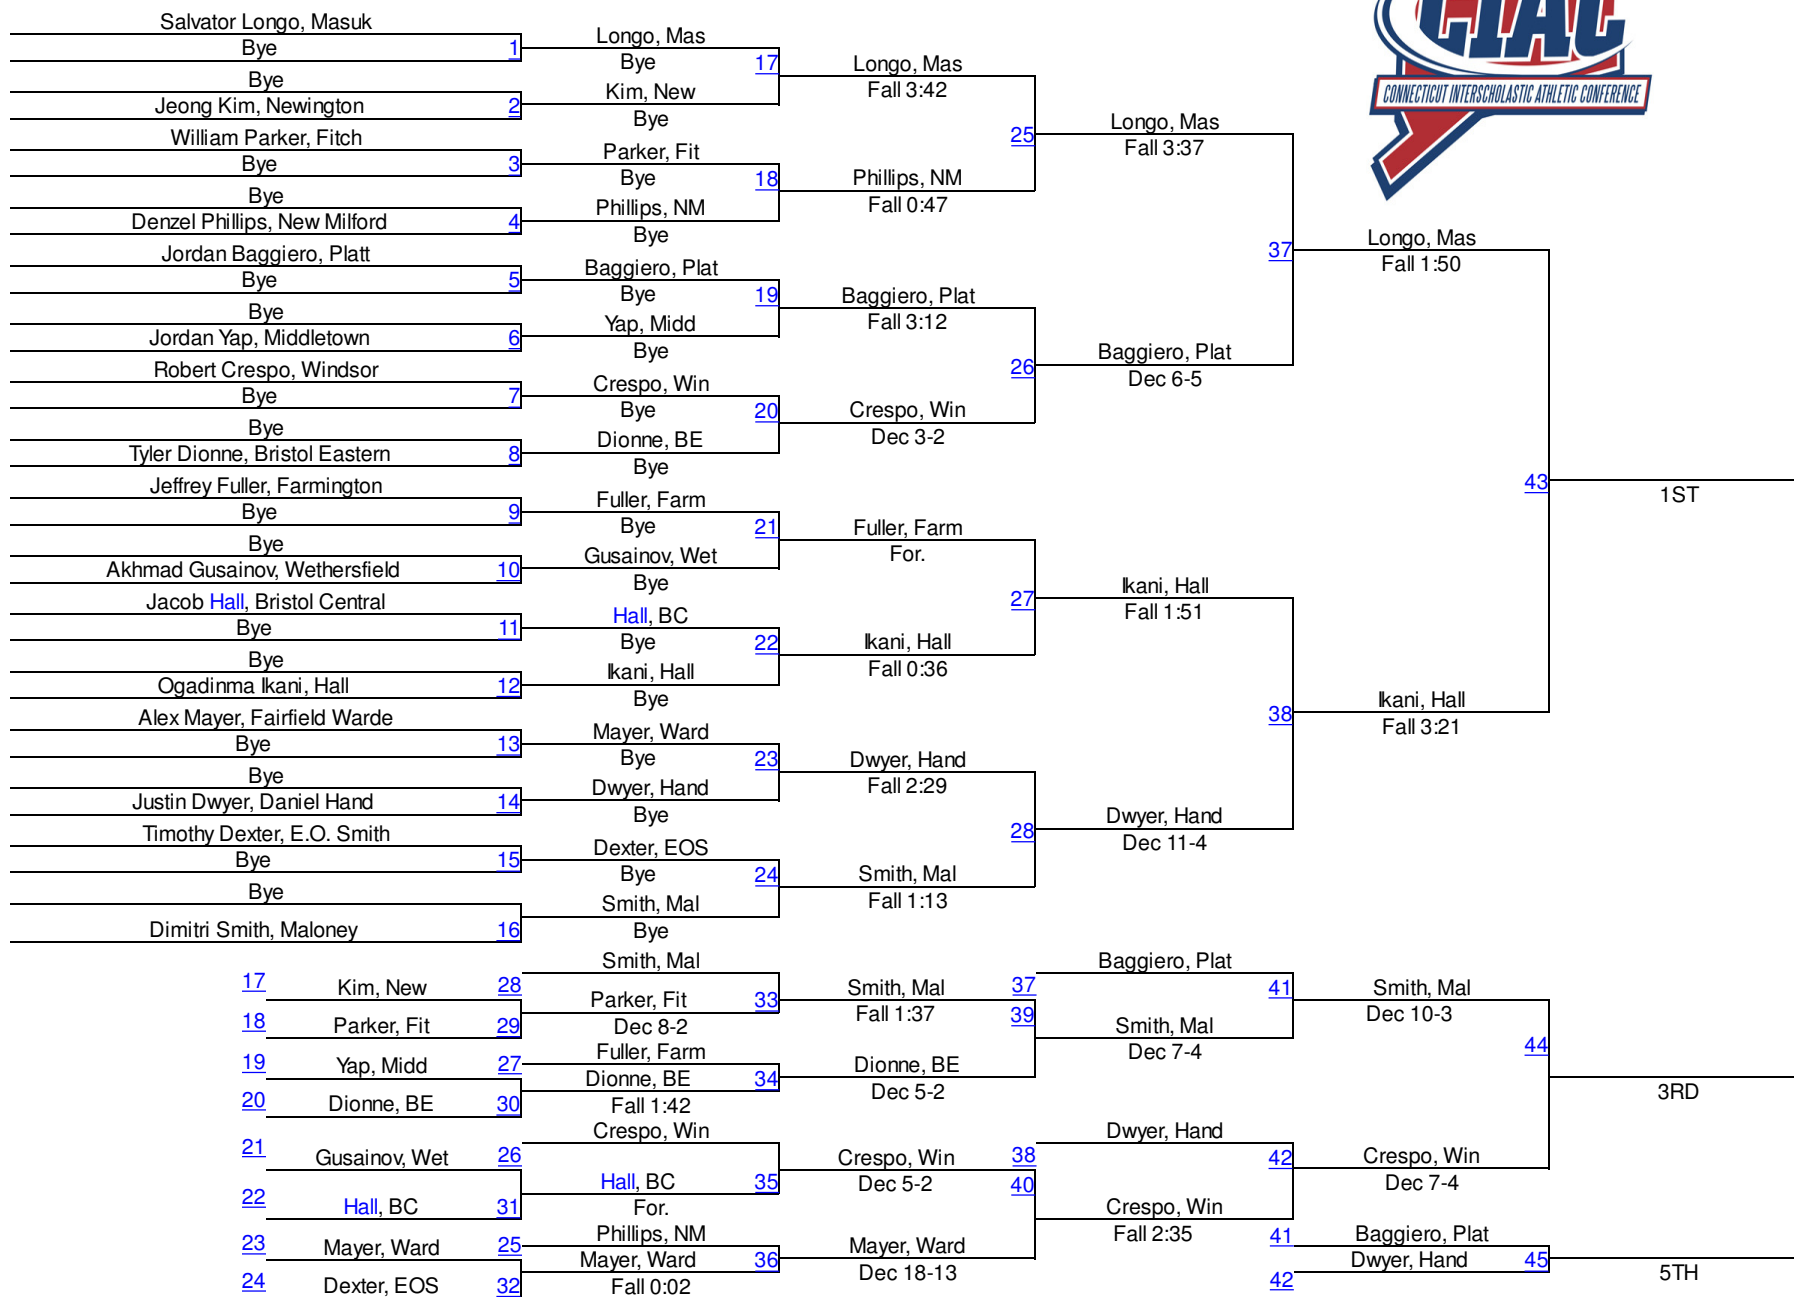 CIAC
CONNECTICUT INTERSCHOLASTIC ATHLETIC CONFERENCE
Salvator Longo, Masuk
Bye
1
Bye
Jeong Kim, Newington
2
William Parker, Fitch
Bye
3
Bye
Denzel Phillips, New Milford
4
Jordan Baggiero, Platt
Bye
5
Bye
Jordan Yap, Middletown
6
Robert Crespo, Windsor
Bye
7
Bye
Tyler Dionne, Bristol Eastern
8
Jeffrey Fuller, Farmington
Bye
9
Bye
Akhmad Gusainov, Wethersfield
10
Jacob Hall, Bristol Central
Bye
11
Bye
Ogadinma Ikani, Hall
12
Alex Mayer, Fairfield Warde
Bye
13
Bye
Justin Dwyer, Daniel Hand
14
Timothy Dexter, E.O. Smith
Bye
15
Bye
Dimitri Smith, Maloney
16
Longo, Mas
Bye
17
Kim, New
Bye
Parker, Fit
Bye
18
Phillips, NM
Bye
Baggiero, Plat
Bye
19
Yap, Midd
Bye
Crespo, Win
Bye
20
Dionne, BE
Bye
Fuller, Farm
Bye
21
Gusainov, Wet
Bye
Hall, BC
Bye
22
Ikani, Hall
Bye
Mayer, Ward
Bye
23
Dwyer, Hand
Bye
Dexter, EOS
Bye
24
Smith, Mal
Bye
Longo, Mas
Fall 3:42
25
Phillips, NM
Fall 0:47
Baggiero, Plat
Fall 3:12
26
Crespo, Win
Dec 3-2
Fuller, Farm
For.
27
Ikani, Hall
Fall 0:36
Dwyer, Hand
Fall 2:29
28
Smith, Mal
Fall 1:13
Longo, Mas
Fall 3:37
37
Baggiero, Plat
Dec 6-5
Ikani, Hall
Fall 1:51
38
Dwyer, Hand
Dec 11-4
Longo, Mas
Fall 1:50
43
Ikani, Hall
Fall 3:21
1ST
17
Kim, New
28
18
Parker, Fit
29
19
Yap, Midd
27
20
Dionne, BE
30
21
Gusainov, Wet
26
22
Hall, BC
31
23
Mayer, Ward
25
24
Dexter, EOS
32
Smith, Mal
Parker, Fit
33
Dec 8-2
Fuller, Farm
Dionne, BE
34
Fall 1:42
Crespo, Win
Hall, BC
35
For.
Phillips, NM
Mayer, Ward
36
Fall 0:02
Smith, Mal
37
Fall 1:37
39
Dionne, BE
Dec 5-2
Crespo, Win
38
Dec 5-2
40
Mayer, Ward
Dec 18-13
Baggiero, Plat
41
Smith, Mal
Dec 7-4
Dwyer, Hand
42
Crespo, Win
Fall 2:35
Smith, Mal
Dec 10-3
44
Crespo, Win
Dec 7-4
3RD
41
Baggiero, Plat
Dwyer, Hand
45
42
5TH